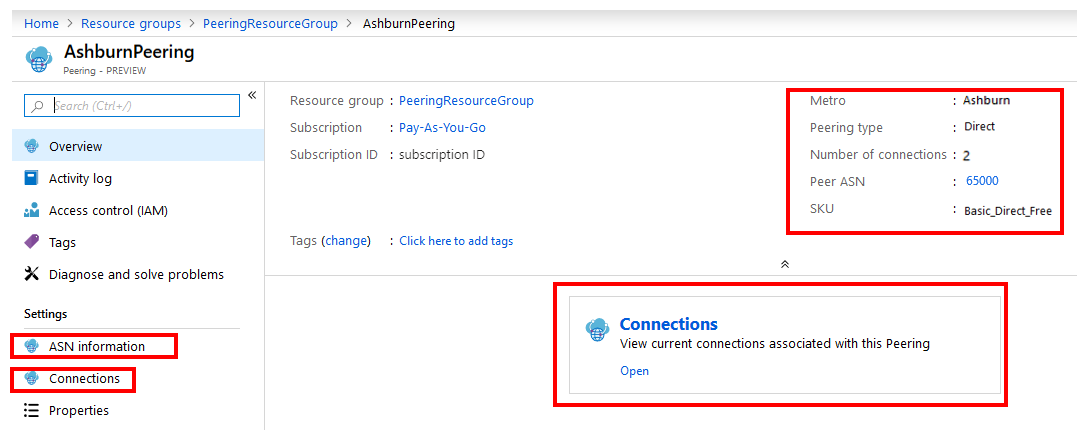 Home > Resource groups > PeeringResourceGroup > AshburnPeering
AshburnPeering
Peering - PREVIEW
Search (Ctrl+/)
«
Overview
Activity log
Access control (IAM)
Tags
Diagnose and solve problems
Settings
ASN information
Connections
Properties
Resource group : PeeringResourceGroup
Subscription : Pay-As-You-Go
Subscription ID : subscription ID
Tags (change) : Click here to add tags
Metro : Ashburn
Peering type : Direct
Number of connections : 2
Peer ASN : 65000
SKU : Basic_Direct_Free
Connections
View current connections associated with this Peering
Open